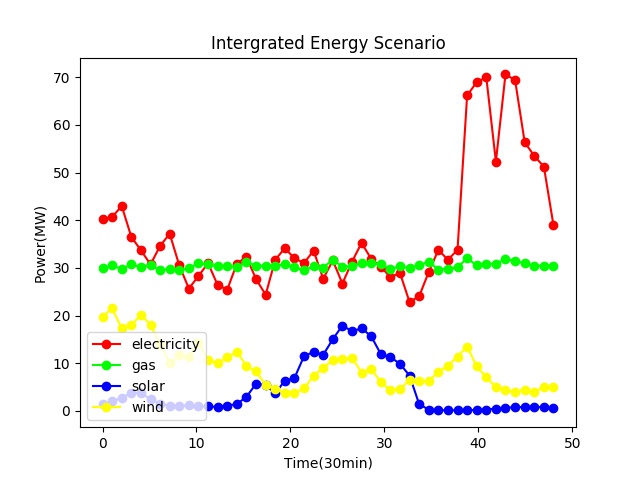 Intergrated Energy Scenario
Power(MW)
70
60
50
40
30
20
10
0
electricity
gas
solar
wind
0 10 20 30 40 50
Time(30min)